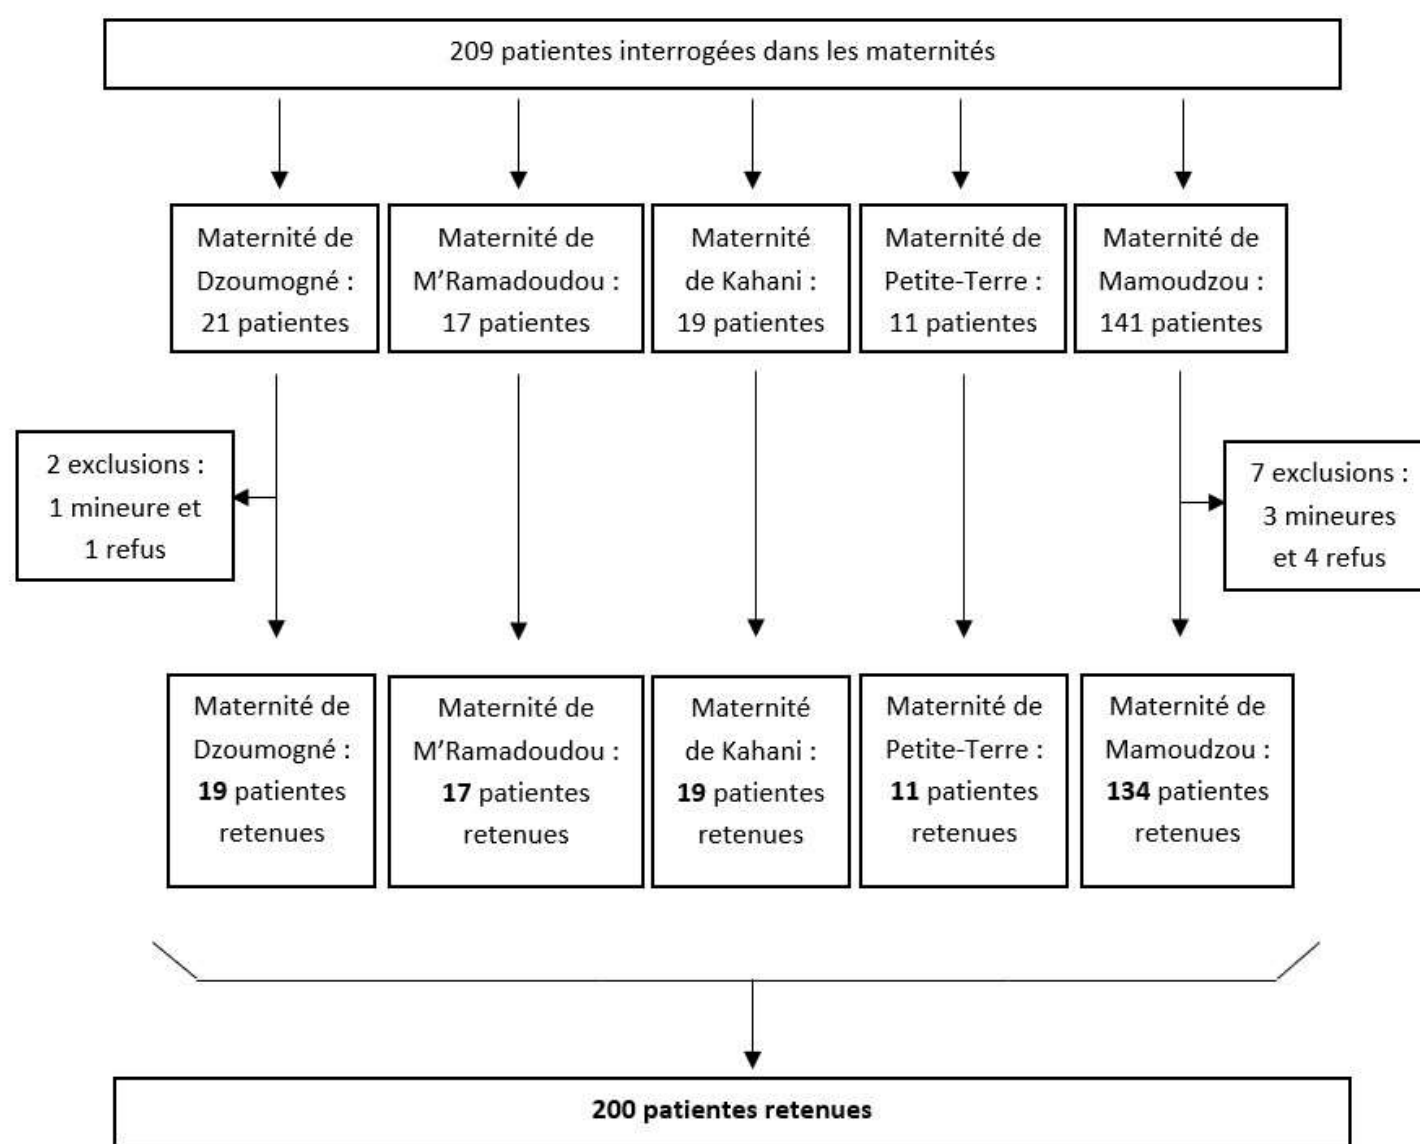 209 patientes interrogées dans les maternités
Maternité de
Dzoumogné :
21 patientes
Maternité de
M’Ramadoudou :
17 patientes
Maternité
de Kahani :
19 patientes
Maternité de
Petite-Terre :
11 patientes
Maternité de
Mamoudzou :
141 patientes
2 exclusions :
1 mineure et
1 refus
7 exclusions :
3 mineures
et 4 refus
Maternité de
Dzoumogné :
19 patientes
retenues
Maternité de
M’Ramadoudou :
17 patientes
retenues
Maternité
de Kahani :
19 patientes
retenues
Maternité de
Petite-Terre :
11 patientes
retenues
Maternité de
Mamoudzou :
134 patientes
retenues
200 patientes retenues